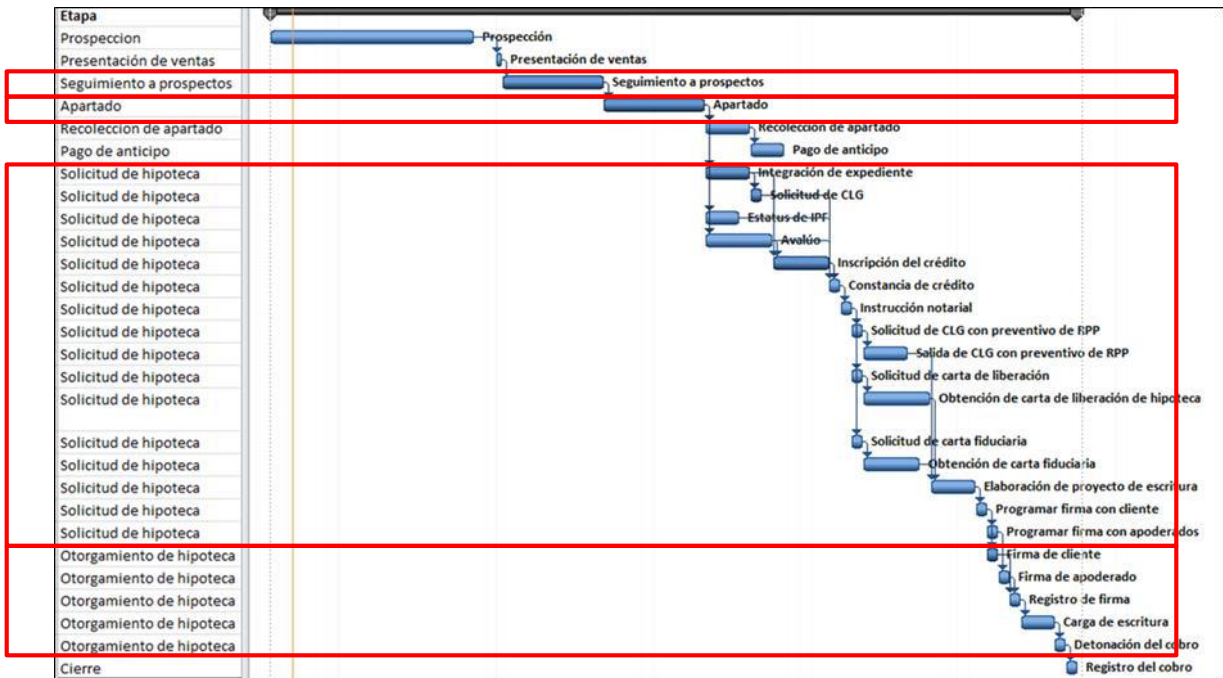 Etapa
Prospeccion Prospección
Presentación de ventas Presentación de ventas
Seguimiento a prospectos Seguimiento a prospectos
Apartado Apartado
Recoleccion de apartado Recolección de apartado
Pago de anticipo Pago de anticipo
Solicitud de hipoteca Integración de expediente
Solicitud de hipoteca Solicitud de CLG
Solicitud de hipoteca Estatus de IPF
Solicitud de hipoteca Avalúo
Solicitud de hipoteca Inscripción del crédito
Solicitud de hipoteca Constancia de crédito
Solicitud de hipoteca Instrucción notarial
Solicitud de hipoteca Solicitud de CLG con preventivo de RPP
Solicitud de hipoteca Salida de CLG con preventivo de RPP
Solicitud de hipoteca Solicitud de carta de liberación
Solicitud de hipoteca Obtención de carta de liberación de hipoteca
Solicitud de hipoteca Solicitud de carta fiduciaria
Solicitud de hipoteca Obtención de carta fiduciaria
Solicitud de hipoteca Elaboración de proyecto de escritura
Solicitud de hipoteca Programar firma con cliente
Solicitud de hipoteca Programar firma con apoderados
Otorgamiento de hipoteca Firma de cliente
Otorgamiento de hipoteca Firma de apoderado
Otorgamiento de hipoteca Registro de firma
Otorgamiento de hipoteca Carga de escritura
Otorgamiento de hipoteca Detonación del cobro
Cierre Registro del cobro